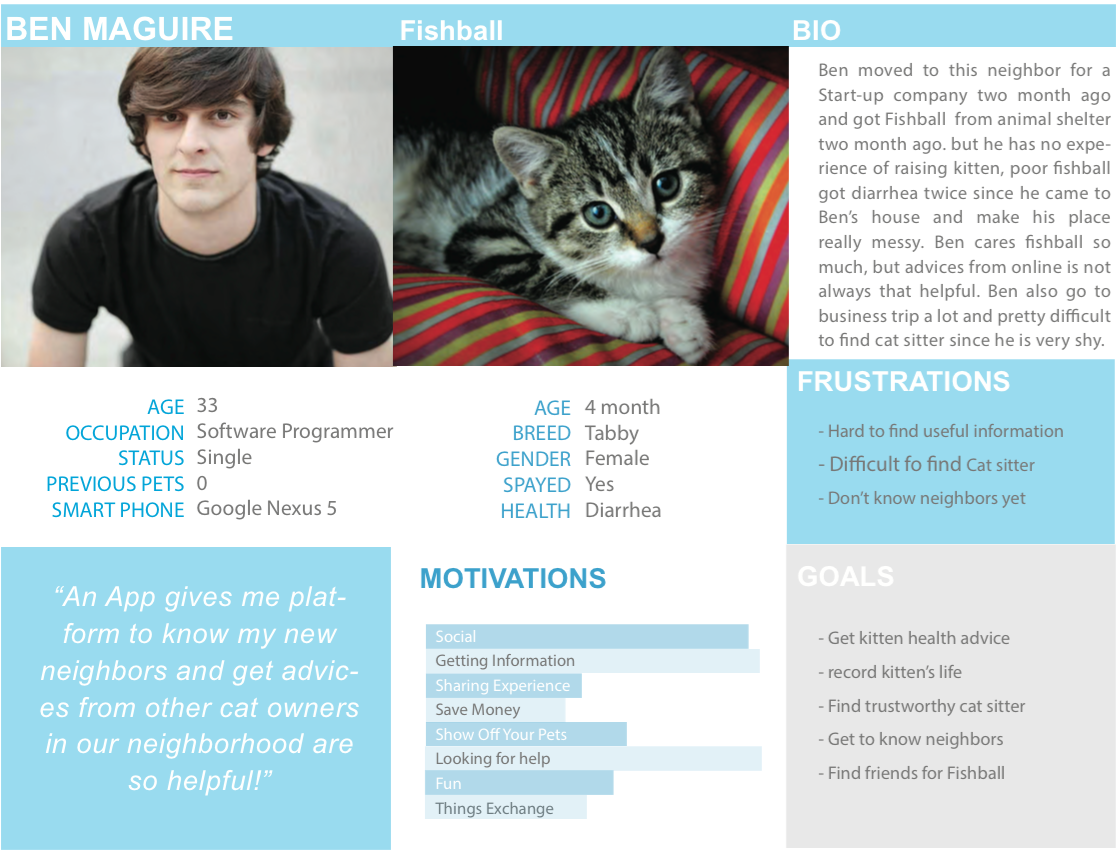 BEN MAGUIRE
Fishball
BIO
Ben moved to this neighbor for a
Start-up company two month ago
and got Fishball from animal shelter
two month ago. but he has no expe-
rience of raising kitten, poor fishball
got diarrhea twice since he came to
Ben's house and make his place
really messy. Ben cares fishball so
much, but advices from online is not
always that helpful. Ben also go to
business trip a lot and pretty difficult
to find cat sitter since he is very shy.
AGE 33
OCCUPATION Software Programmer
STATUS Single
PREVIOUS PETS 0
SMART PHONE Google Nexus 5
AGE 4 month
BREED Tabby
GENDER Female
SPAYED Yes
HEALTH Diarrhea
FRUSTRATIONS
- Hard to find useful information
- Difficult fo find Cat sitter
- Don't know neighbors yet
"An App gives me plat-
form to know my new
neighbors and get advic-
es from other cat owners
in our neighborhood are
so helpful!"
MOTIVATIONS
Social
Getting Information
Sharing Experience
Save Money
Show Off Your Pets
Looking for help
Fun
Things Exchange
GOALS
- Get kitten health advice
- record kitten's life
- Find trustworthy cat sitter
- Get to know neighbors
- Find friends for Fishball